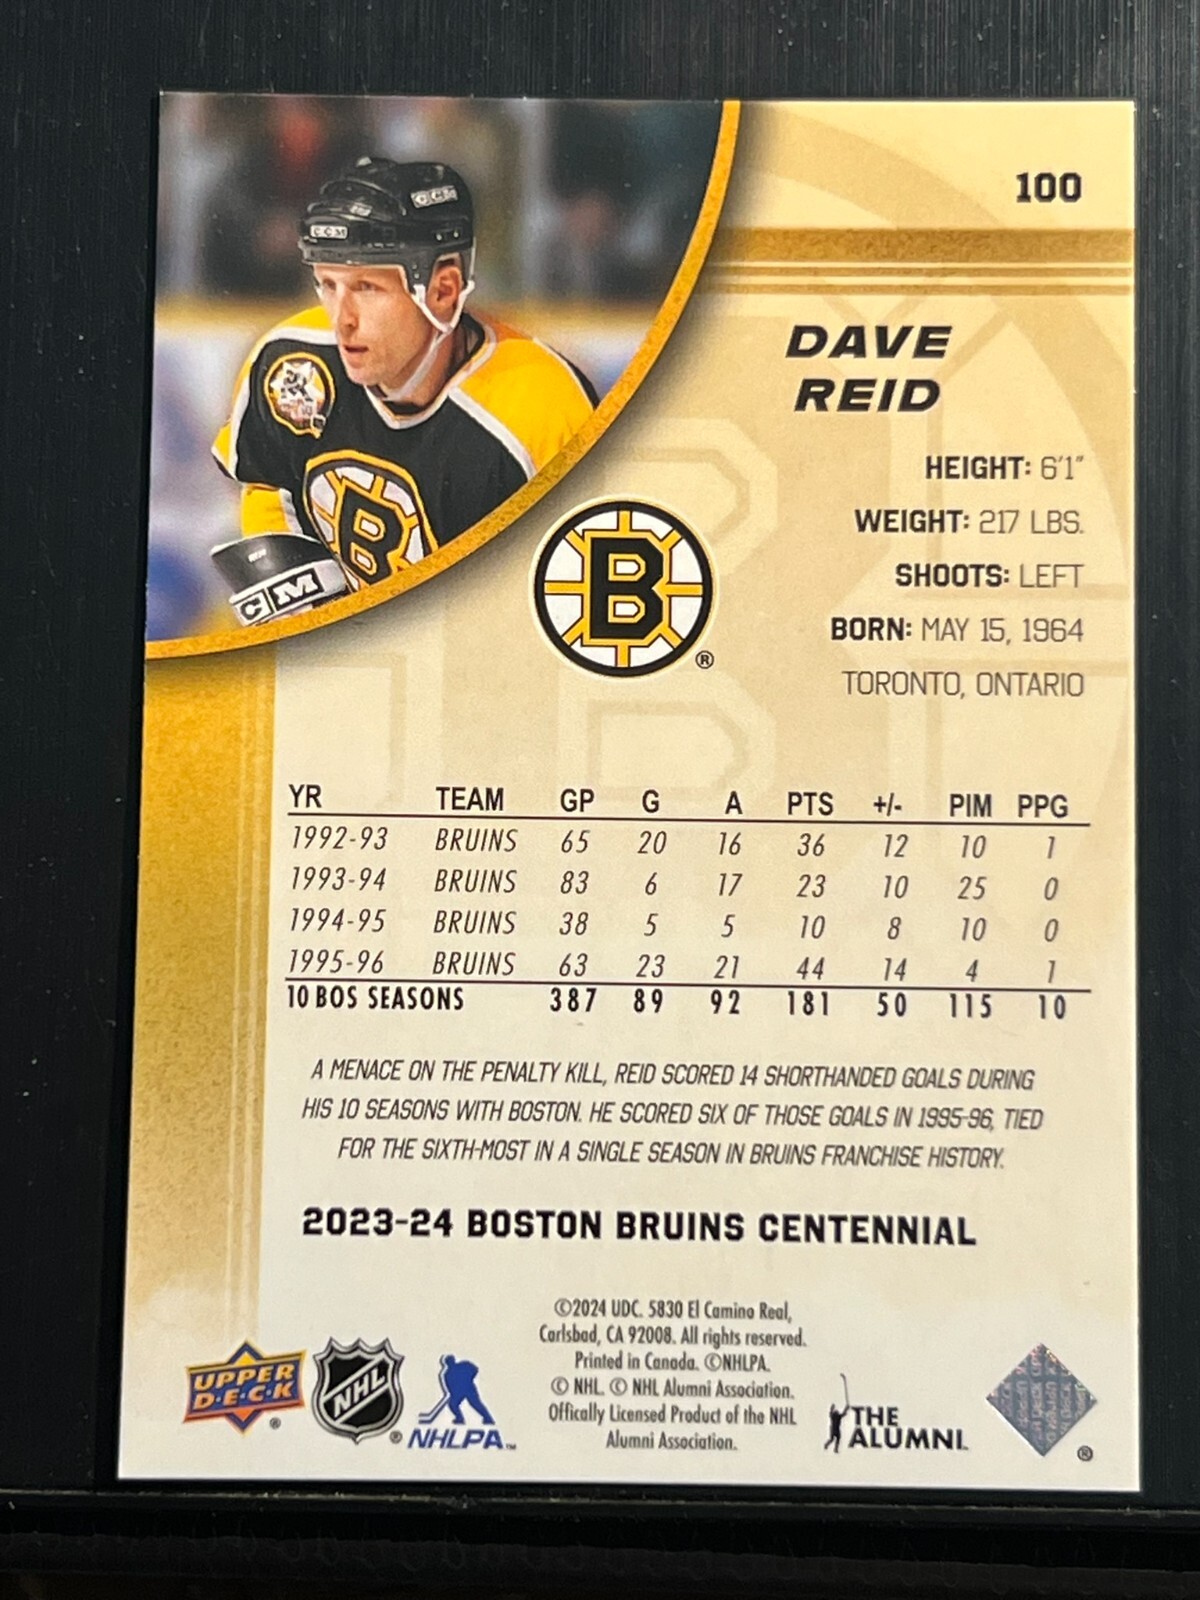 CCM
CCM
100
DAVE
REID
HEIGHT: 6'1"
WEIGHT: 217 LBS.
SHOOTS: LEFT
BORN: MAY 15, 1964
TORONTO, ONTARIO
B
B
®
CM
YR TEAM GP G A PTS +/- PIM PPG
1992-93 BRUINS 65 20 16 36 12 10 1
1993-94 BRUINS 83 6 17 23 10 25 0
1994-95 BRUINS 38 5 5 10 8 10 0
1995-96 BRUINS 63 23 21 44 14 4 1
10 BOS SEASONS 387 89 92 181 50 115 10
A MENACE ON THE PENALTY KILL, REID SCORED 14 SHORTHANDED GOALS DURING
HIS 10 SEASONS WITH BOSTON. HE SCORED SIX OF THOSE GOALS IN 1995-96, TIED
FOR THE SIXTH-MOST IN A SINGLE SEASON IN BRUINS FRANCHISE HISTORY.
2023-24 BOSTON BRUINS CENTENNIAL
©2024 UDC. 5830 El Camino Real,
Carlsbad, CA 92008. All rights reserved.
Printed in Canada. ©NHLPA.
© NHL. © NHL Alumni Association.
Officially Licensed Product of the NHL
Alumni Association.
UPPER
D·E·C·K
®
NHL
®
NHLPA™
THE
ALUMNI™
®